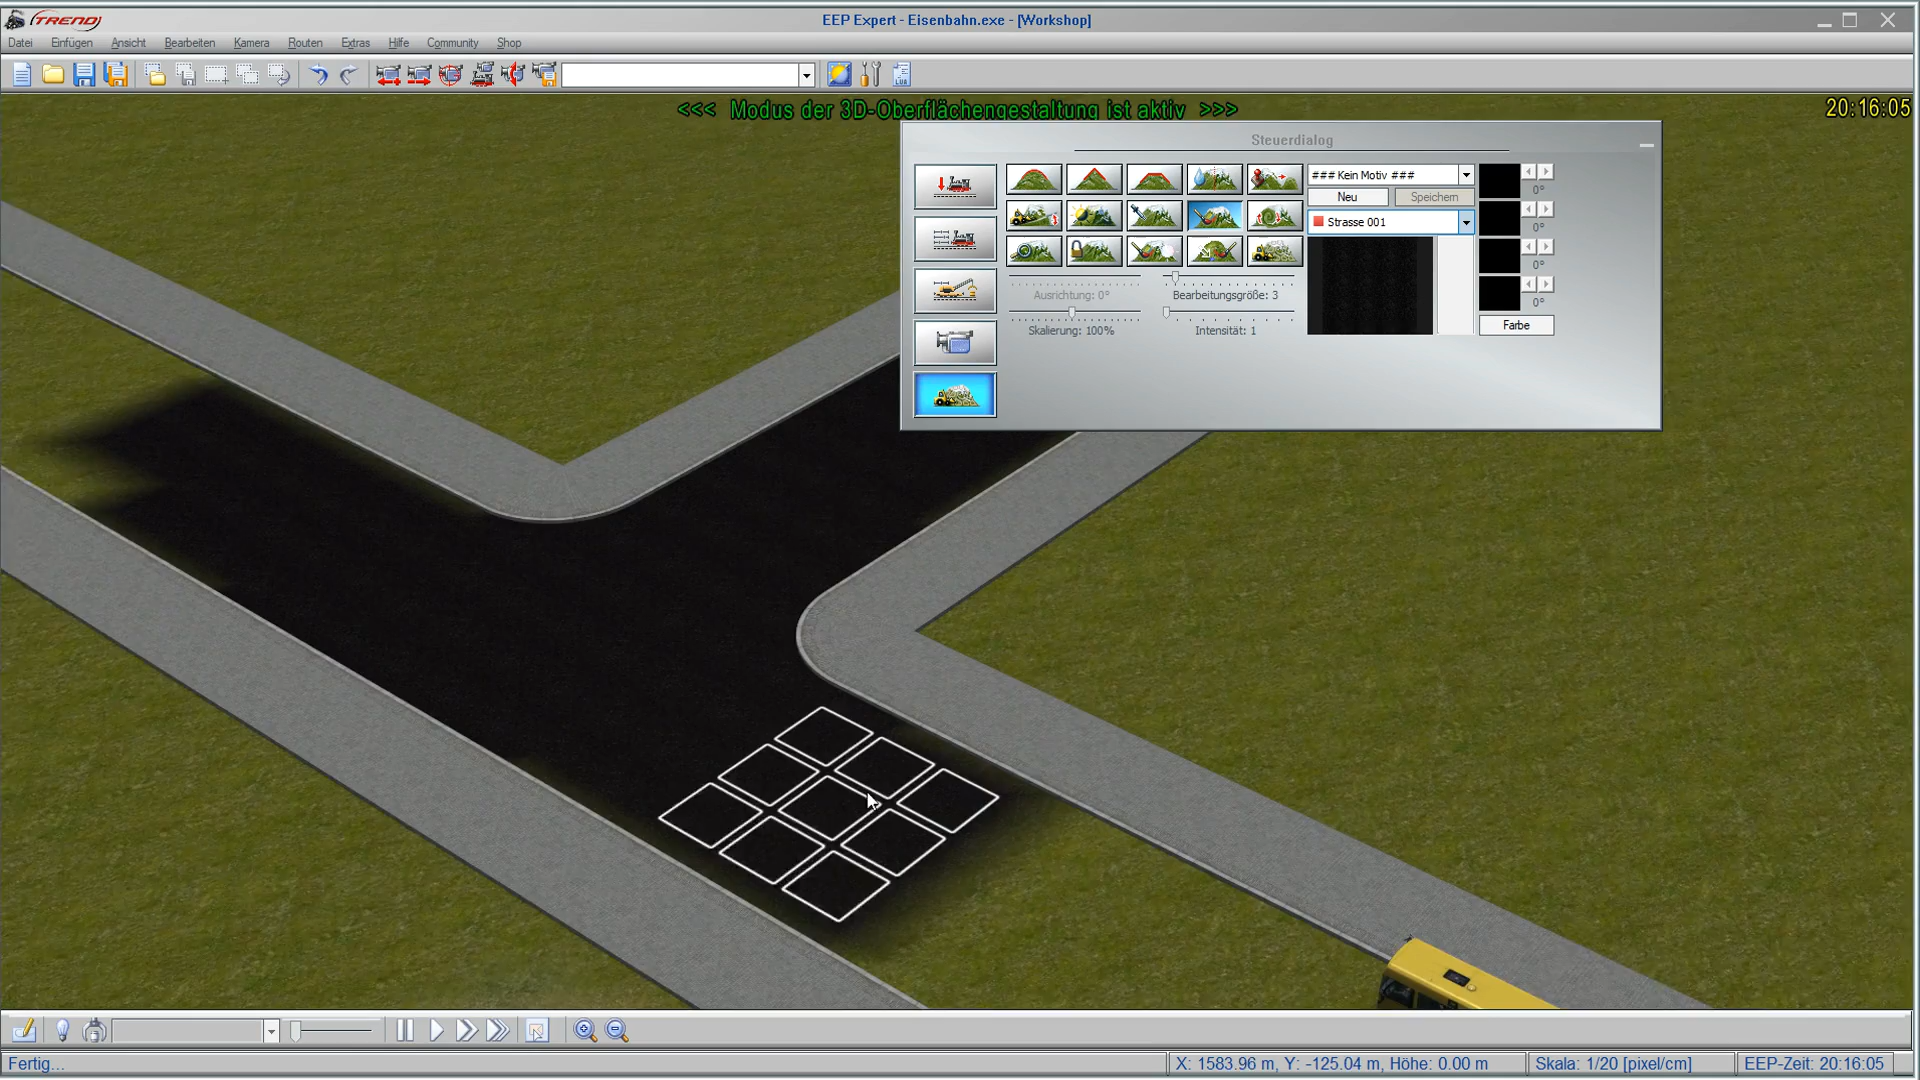 TREND
EEP Expert - Eisenbahn.exe - [Workshop]
Datei Einfügen Ansicht Bearbeiten Kamera Routen Extras Hilfe Community Shop
<<< Modus der 3D-Oberflächengestaltung ist aktiv >>>
20:16:05
Steuerdialog
### Kein Motiv ###
0°
Neu Speichern
Strasse 001
0°
0°
Ausrichtung: 0° Bearbeitungsgröße: 3
0°
Skalierung: 100% Intensität: 1
Farbe
Fertig...
X: 1583.96 m, Y: -125.04 m, Höhe: 0.00 m
Skala: 1/20 [pixel/cm]
EEP-Zeit: 20:16:05